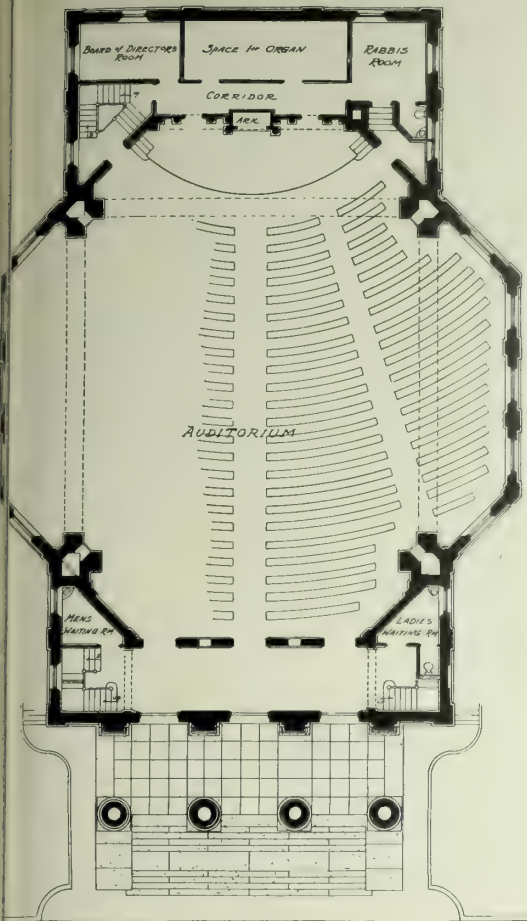 BOARD of DIRECTORS
ROOM
SPACE for ORGAN
RABBIS
ROOM
CORRIDOR
ARK
AUDITORIUM
MENS
WAITING RM
LADIES
WAITING RM